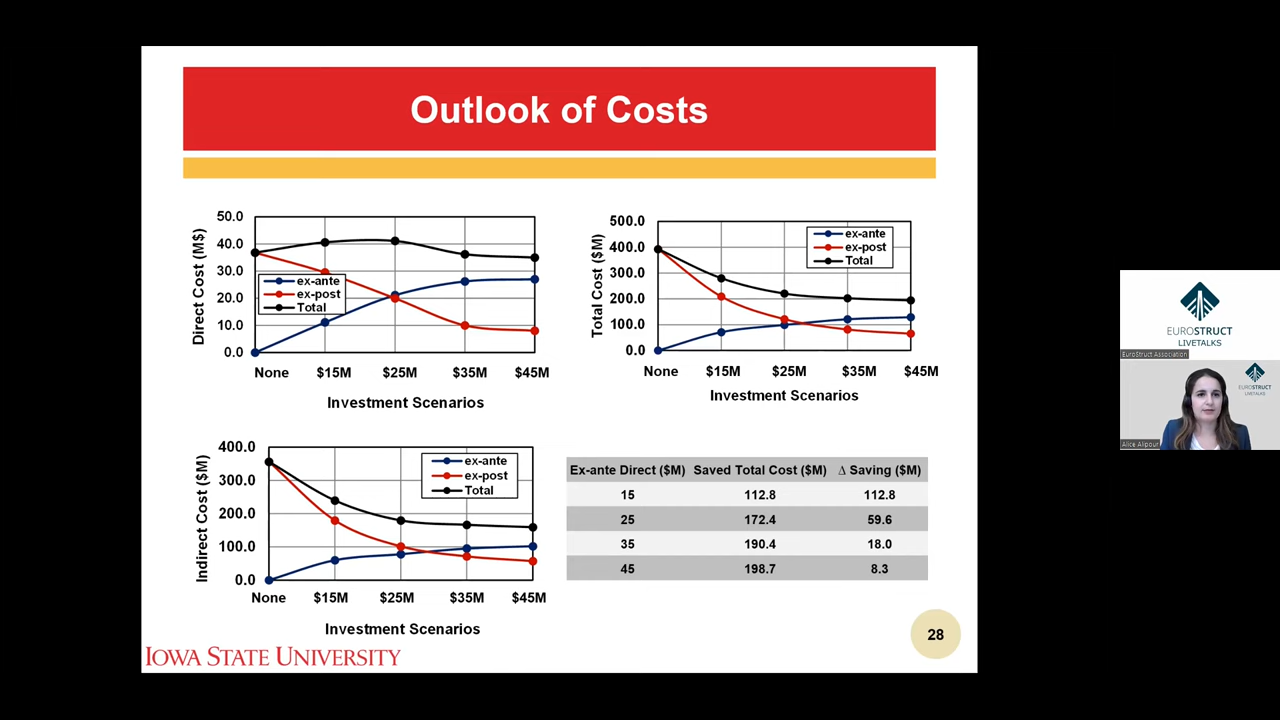 Outlook of Costs
Direct Cost (M$)
50.0
40.0
30.0
20.0
10.0
0.0
ex-ante
ex-post
Total
None $15M $25M $35M $45M
Investment Scenarios
Total Cost ($M)
500.0
400.0
300.0
200.0
100.0
0.0
ex-ante
ex-post
Total
None $15M $25M $35M $45M
Investment Scenarios
Indirect Cost ($M)
400.0
300.0
200.0
100.0
0.0
ex-ante
ex-post
Total
None $15M $25M $35M $45M
Investment Scenarios
Ex-ante Direct ($M) Saved Total Cost ($M) Δ Saving ($M)
15 112.8 112.8
25 172.4 59.6
35 190.4 18.0
45 198.7 8.3
28
IOWA STATE UNIVERSITY
EUROSTRUCT
LIVETALKS
EuroStruct Association
EUROSTRUCT
LIVETALKS
Alice Alipour